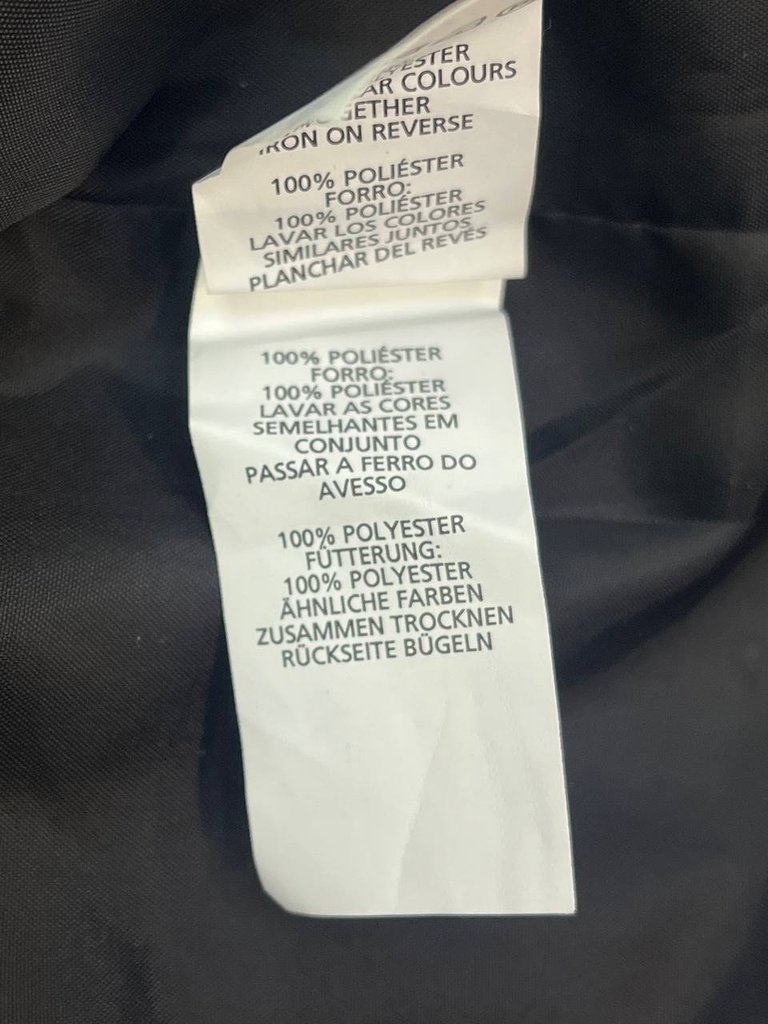 COLOURS
IRON ON REVERSE
100% POLIÉSTER
FORRO:
100% POLIÉSTER
LAVAR LOS COLORES
SIMILARES JUNTOS
PLANCHAR DEL REVÉS
100% POLIÉSTER
FORRO:
100% POLIÉSTER
LAVAR AS CORES
SEMELHANTES EM
CONJUNTO
PASSAR A FERRO DO
AVESSO
100% POLYESTER
FÜTTERUNG:
100% POLYESTER
ÄHNLICHE FARBEN
ZUSAMMEN TROCKNEN
RÜCKSEITE BÜGELN